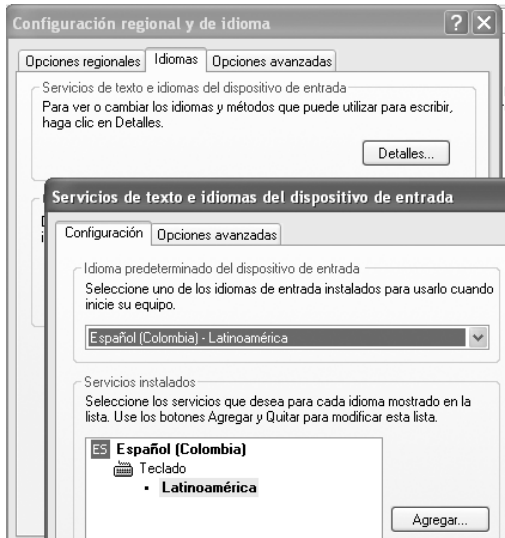 Configuración regional y de idioma
Opciones regionales Idiomas Opciones avanzadas
Servicios de texto e idiomas del dispositivo de entrada
Para ver o cambiar los idiomas y métodos que puede utilizar para escribir,
haga clic en Detalles.
Detalles...
Servicios de texto e idiomas del dispositivo de entrada
Configuración Opciones avanzadas
Idioma predeterminado del dispositivo de entrada
Seleccione uno de los idiomas de entrada instalados para usarlo cuando
inicie su equipo.
Español (Colombia) - Latinoamérica
Servicios instalados
Seleccione los servicios que desea para cada idioma mostrado en la
lista. Use los botones Agregar y Quitar para modificar esta lista.
ES Español (Colombia)
Teclado
• Latinoamérica
Agregar...